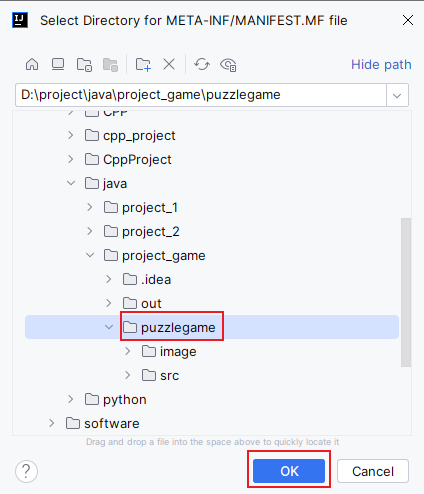 IJ Select Directory for META-INF/MANIFEST.MF file
Hide path
D:\project\java\project_game\puzzlegame
CPP
cpp_project
CppProject
java
project_1
project_2
project_game
.idea
out
puzzlegame
image
src
python
software
Drag and drop a file into the space above to quickly locate it
? OK Cancel